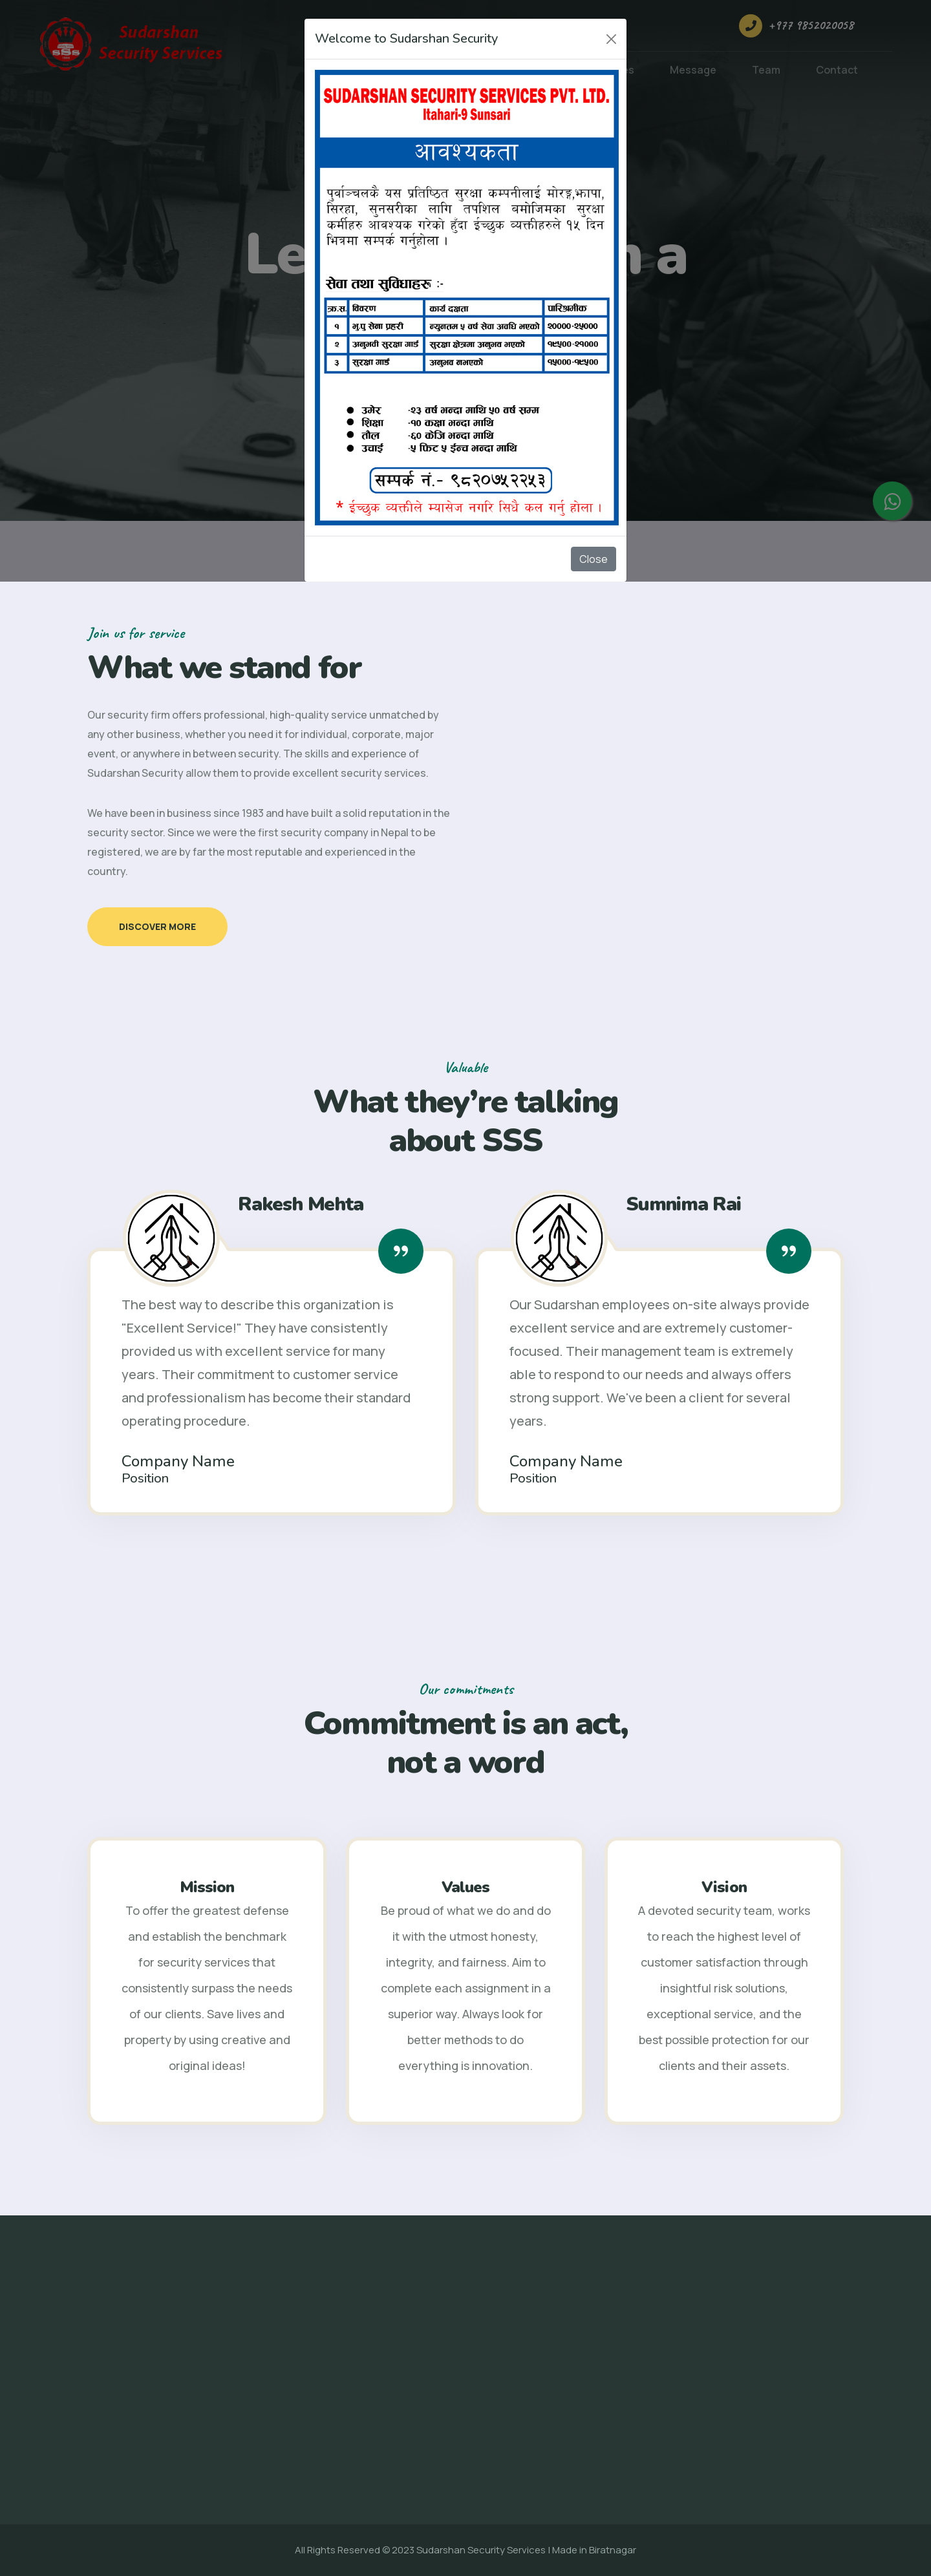 Sudarshan
Security Services
+977 9852020058
Message
Team
Contact
Welcome to Sudarshan Security
SUDARSHAN SECURITY SERVICES PVT. LTD.
Itahari-9 Sunsari
आवश्यकता
पुर्वाञ्चलकै यस प्रतिष्ठित सुरक्षा कम्पनीलाई मोरङ्ग,झापा,
सिरहा, सुनसरीका लागि तपशिल बमोजिमका सुरक्षा
कर्मीहरु आवश्यक गरेको हुँदा ईच्छुक व्यक्तीहरुले १५ दिन
भित्रमा सम्पर्क गर्नुहोला ।
सेवा तथा सुविधाहरु :-
क्र.स. विवरण कार्य दक्षता पारिश्रमीक
१ भु.पु सेना प्रहरी न्युनतम ५ वर्ष सेवा अवधि भएको २००००-२५०००
२ अनुभवी सुरक्षा गार्ड सुरक्षा क्षेत्रमा अनुभव भएको १९५००-२१०००
३ सुरक्षा गार्ड अनुभव नभएको १५०००-१९५००
● उमेर -२३ वर्ष भन्दा माथि ५० वर्ष सम्म
● शिक्षा -१० कक्षा भन्दा माथि
● तौल -६० केजि भन्दा माथि
● उचाई -५ फिट ५ ईन्च भन्दा माथि
सम्पर्क नं.- ९८२०७५२२५३
* ईच्छुक व्यक्तीले म्यासेज नगरि सिधै कल गर्नु होला ।
Close
Join us for service
What we stand for
Our security firm offers professional, high-quality service unmatched by
any other business, whether you need it for individual, corporate, major
event, or anywhere in between security. The skills and experience of
Sudarshan Security allow them to provide excellent security services.
We have been in business since 1983 and have built a solid reputation in the
security sector. Since we were the first security company in Nepal to be
registered, we are by far the most reputable and experienced in the
country.
DISCOVER MORE
Valuable
What they’re talking
about SSS
Rakesh Mehta
The best way to describe this organization is
"Excellent Service!" They have consistently
provided us with excellent service for many
years. Their commitment to customer service
and professionalism has become their standard
operating procedure.
Company Name
Position
Sumnima Rai
Our Sudarshan employees on-site always provide
excellent service and are extremely customer-
focused. Their management team is extremely
able to respond to our needs and always offers
strong support. We've been a client for several
years.
Company Name
Position
Our commitments
Commitment is an act,
not a word
Mission
To offer the greatest defense
and establish the benchmark
for security services that
consistently surpass the needs
of our clients. Save lives and
property by using creative and
original ideas!
Values
Be proud of what we do and do
it with the utmost honesty,
integrity, and fairness. Aim to
complete each assignment in a
superior way. Always look for
better methods to do
everything is innovation.
Vision
A devoted security team, works
to reach the highest level of
customer satisfaction through
insightful risk solutions,
exceptional service, and the
best possible protection for our
clients and their assets.
All Rights Reserved © 2023 Sudarshan Security Services | Made in Biratnagar